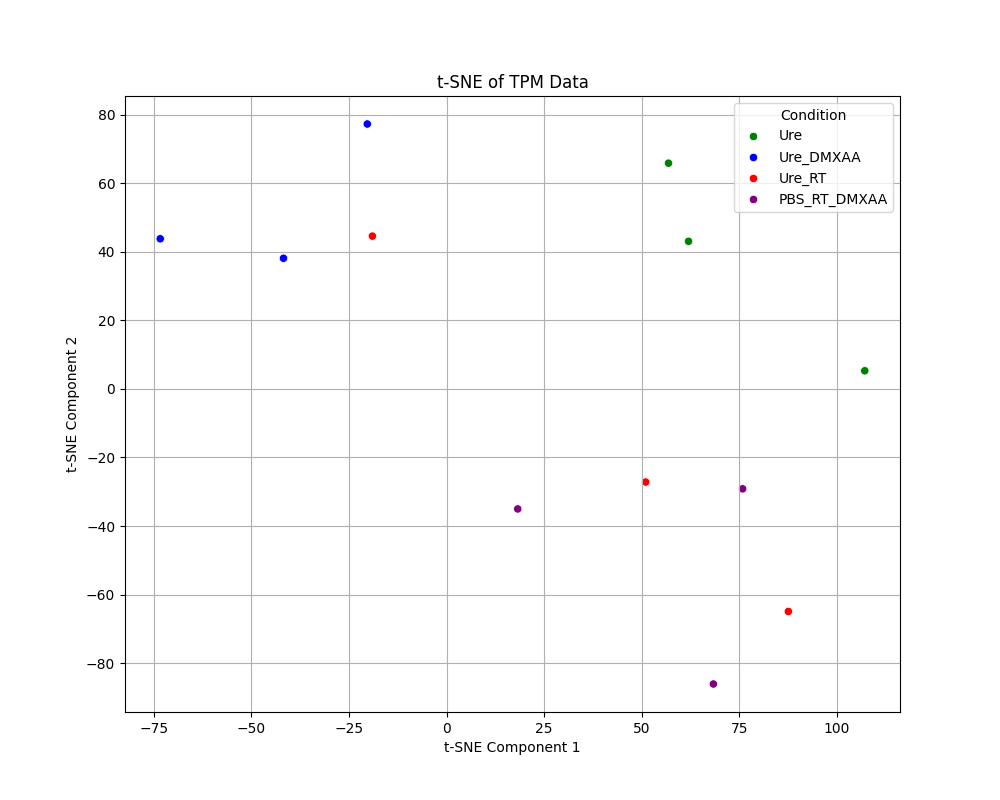 t-SNE of TPM Data
Condition
Ure
Ure_DMXAA
Ure_RT
PBS_RT_DMXAA
80
60
40
20
0
−20
−40
−60
−80
t-SNE Component 2
−75
−50
−25
0
25
50
75
100
t-SNE Component 1